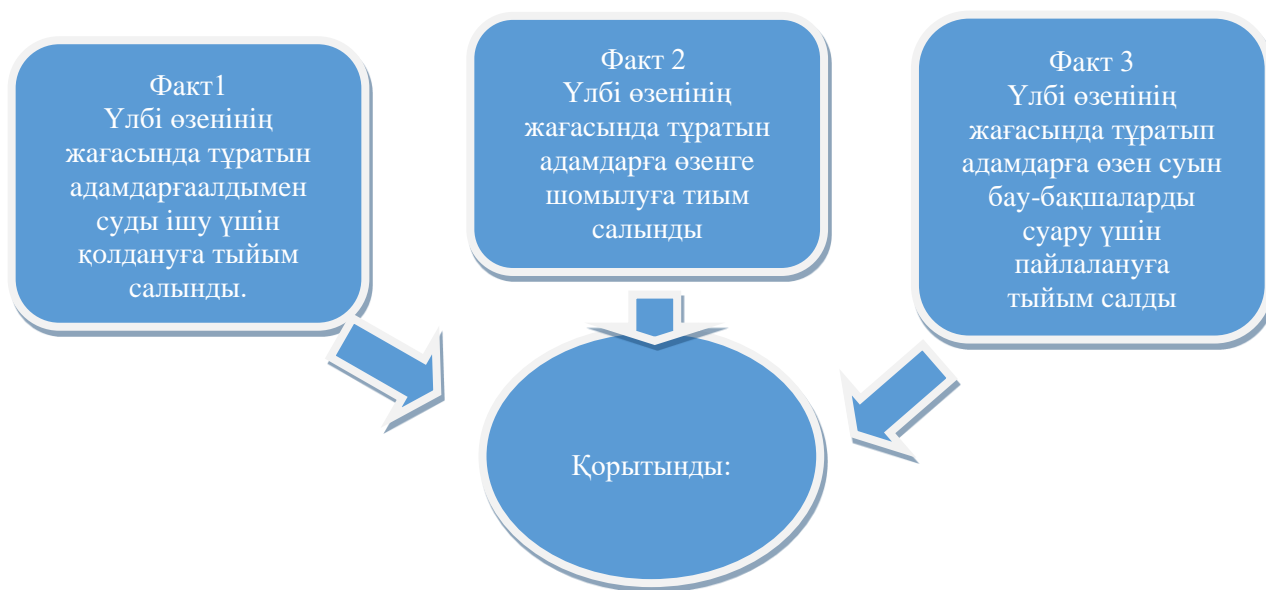 Факт1
Үлбі өзенінің
жағасында тұратын
адамдарғаалдымен
суды ішу үшін
қолдануға тыйым
салынды.
Факт 2
Үлбі өзенінің
жағасында тұратын
адамдарға өзенге
шомылуға тиым
салынды
Факт 3
Үлбі өзенінің
жағасында тұратып
адамдарға өзен суын
бау-бақшаларды
суару үшін
пайлалануға
тыйым салды
Қорытынды: